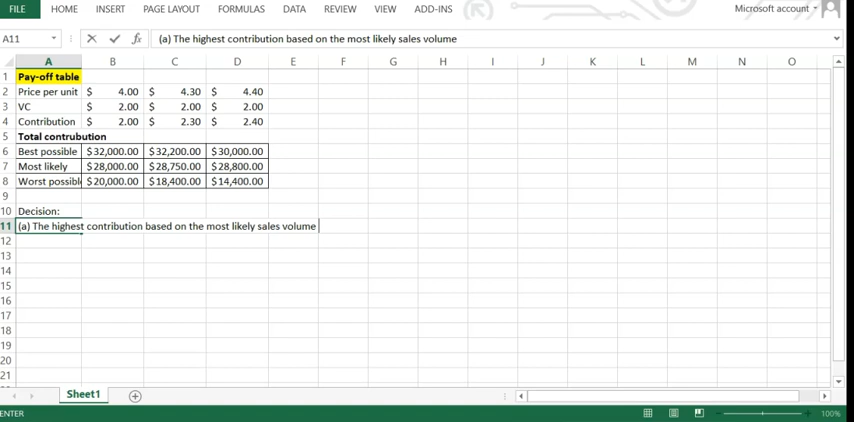 FILE HOME INSERT PAGE LAYOUT FORMULAS DATA REVIEW VIEW ADD-INS Microsoft account
A11 fx (a) The highest contribution based on the most likely sales volume
A B C D E F G H I J K L M N O
1 Pay-off table
2 Price per unit $ 4.00 $ 4.30 $ 4.40
3 VC $ 2.00 $ 2.00 $ 2.00
4 Contribution $ 2.00 $ 2.30 $ 2.40
5 Total contrubution
6 Best possible $32,000.00 $32,200.00 $30,000.00
7 Most likely $28,000.00 $28,750.00 $28,800.00
8 Worst possibl $20,000.00 $18,400.00 $14,400.00
9
10 Decision:
11 (a) The highest contribution based on the most likely sales volume
12
13
14
15
16
17
18
19
20
21
Sheet1
ENTER 100%